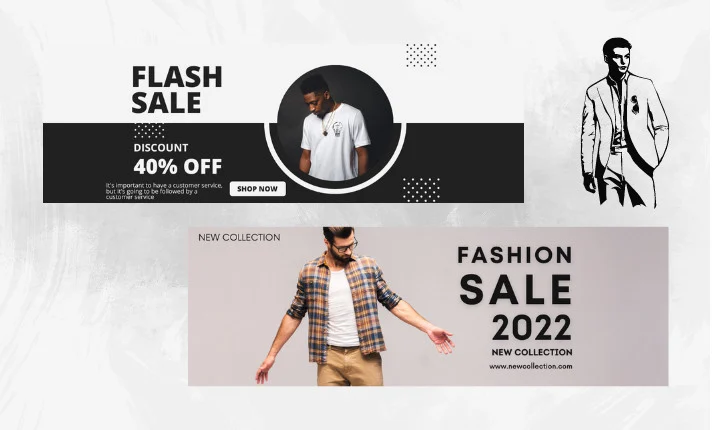 FLASH
SALE
DISCOUNT
40% OFF
It's important to have a customer service,
but it's going to be followed by a
customer service
SHOP NOW
NEW COLLECTION
FASHION
SALE
2022
NEW COLLECTION
www.newcollection.com